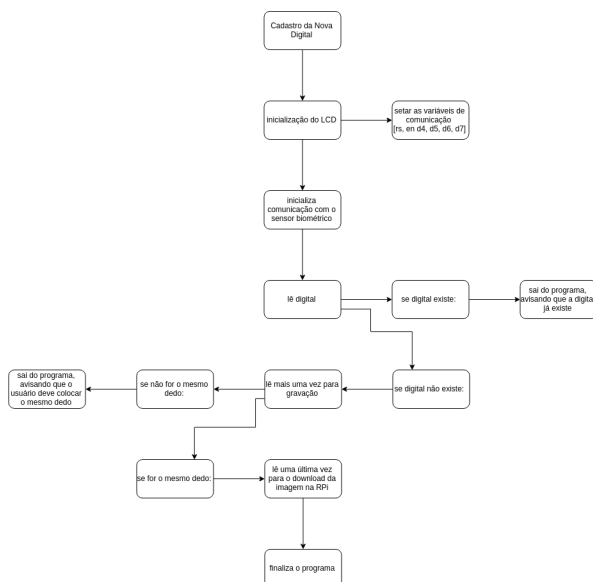 Cadastro da Nova
Digital
inicialização do LCD
setar as variáveis de
comunicação
[rs, en d4, d5, d6, d7]
inicializa
comunicação com o
sensor biométrico
lê digital
se digital existe:
sai do programa,
avisando que a digital
já existe
se digital não existe:
lê mais uma vez para
gravação
se não for o mesmo
dedo:
sai do programa,
avisando que o
usuário deve colocar
o mesmo dedo
se for o mesmo dedo:
lê uma última vez
para o download da
imagem na RPi
finaliza o programa